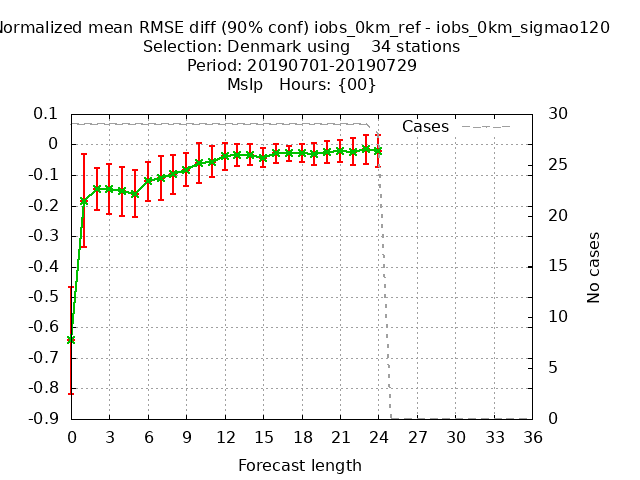 Normalized mean RMSE diff (90% conf) iobs_0km_ref - iobs_0km_sigmao120
Selection: Denmark using 34 stations
Period: 20190701-20190729
Mslp Hours: {00}
0.1 30
Cases
0
-0.1 25
-0.2 20
-0.3
-0.4 15
-0.5
-0.6 10
-0.7 5
-0.8
-0.9 0
No cases
0 3 6 9 12 15 18 21 24 27 30 33 36
Forecast length